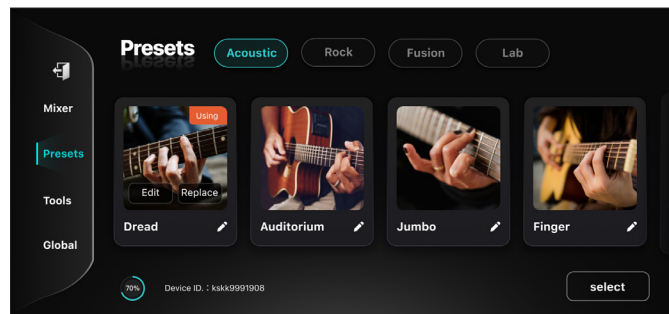 Presets
Acoustic
Rock
Fusion
Lab
Mixer
Presets
Tools
Global
Using
Edit
Replace
Dread
Auditorium
Jumbo
Finger
70%
Device ID.：kskk9991908
select